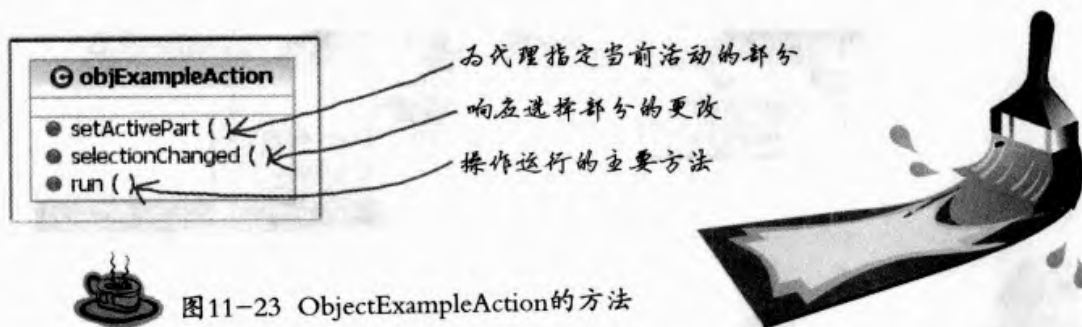 objExampleAction
setActivePart ( )
selectionChanged ( )
run ( )
为代理指定当前活动的部分
响应选择部分的更改
操作运行的主要方法
图11-23 ObjectExampleAction的方法